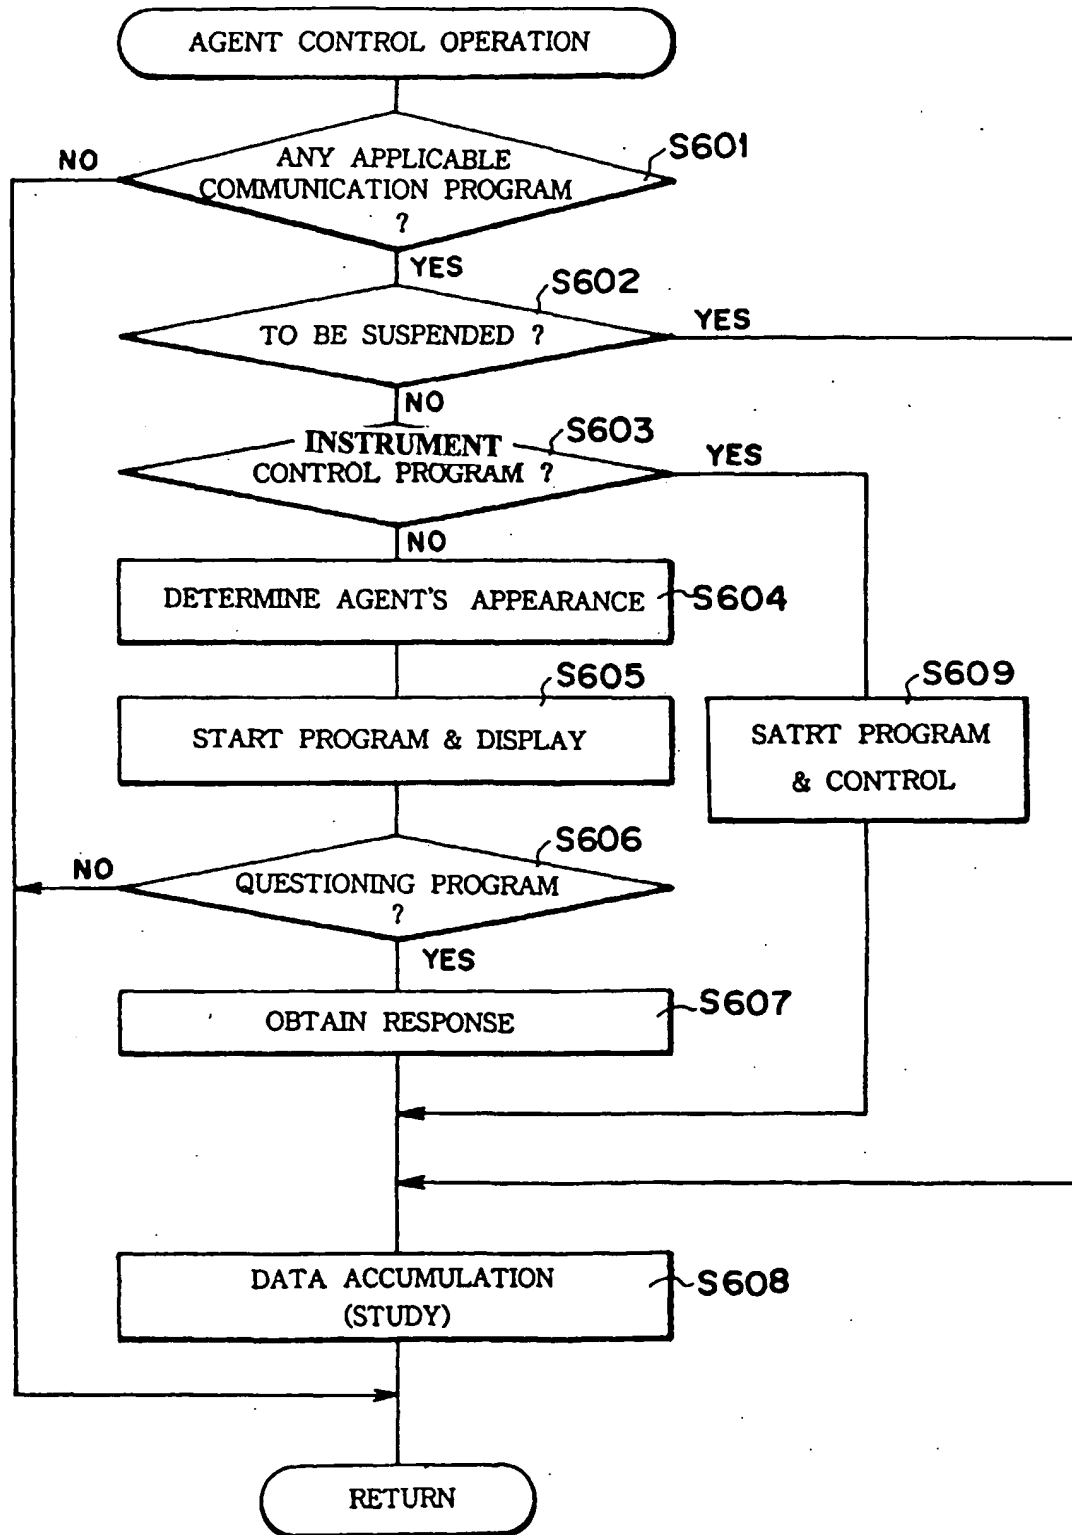 AGENT CONTROL OPERATION
NO
ANY APPLICABLE
COMMUNICATION PROGRAM
?
S601
YES
S602
TO BE SUSPENDED ?
YES
NO
S603
INSTRUMENT
CONTROL PROGRAM ?
YES
NO
DETERMINE AGENT'S APPEARANCE
S604
S605
START PROGRAM & DISPLAY
S609
SATRT PROGRAM
& CONTROL
S606
NO
QUESTIONING PROGRAM
?
YES
OBTAIN RESPONSE
S607
DATA ACCUMULATION
(STUDY)
S608
RETURN